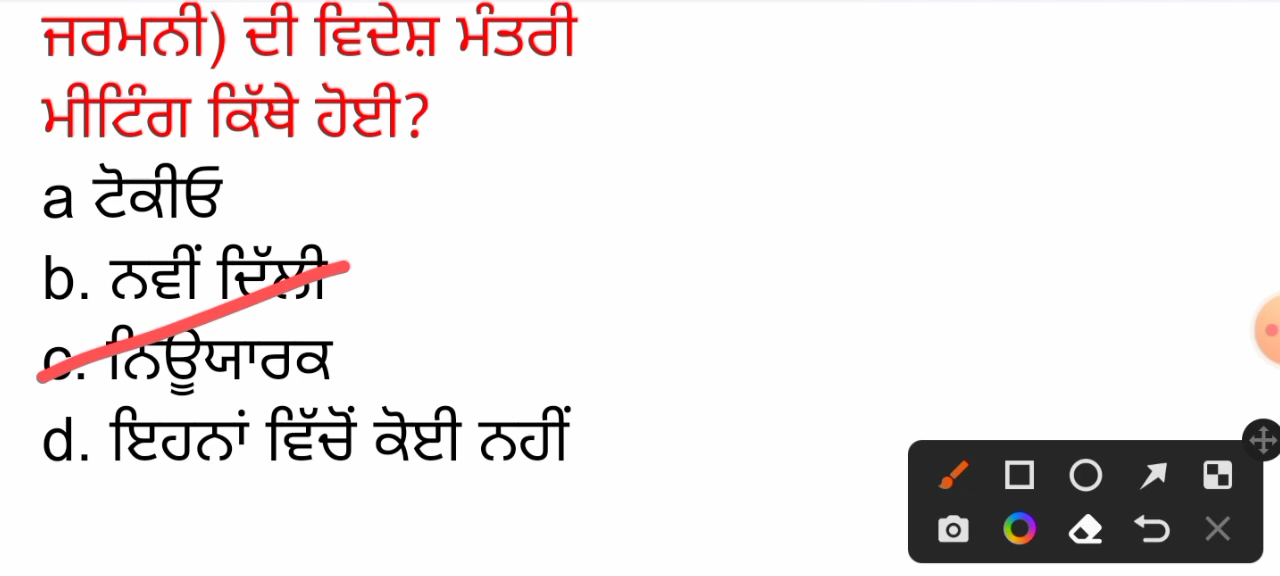 ਜਰਮਨੀ) ਦੀ ਵਿਦੇਸ਼ ਮੰਤਰੀ
ਮੀਟਿੰਗ ਕਿੱਥੇ ਹੋਈ?
a ਟੋਕੀਓ
b. ਨਵੀਂ ਦਿੱਲੀ
c. ਨਿਊਯਾਰਕ
d. ਇਹਨਾਂ ਵਿੱਚੋਂ ਕੋਈ ਨਹੀਂ